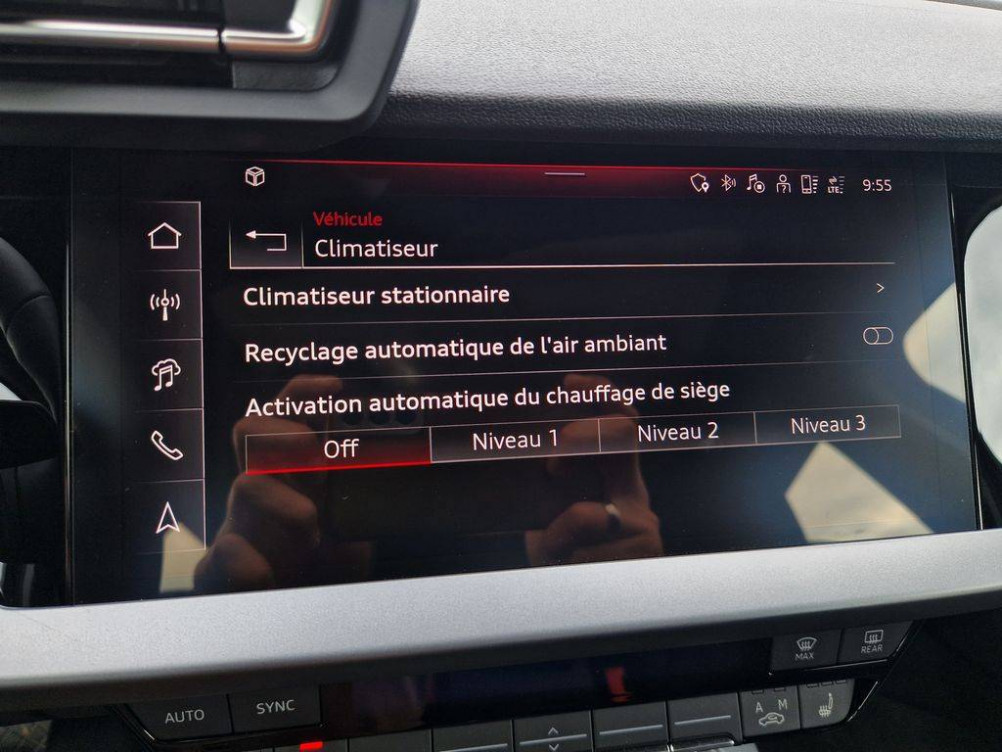 LTE
9:55
Véhicule
Climatiseur
Climatiseur stationnaire
Recyclage automatique de l'air ambiant
Activation automatique du chauffage de siège
Off Niveau 1 Niveau 2 Niveau 3
MAX REAR
AUTO SYNC A M